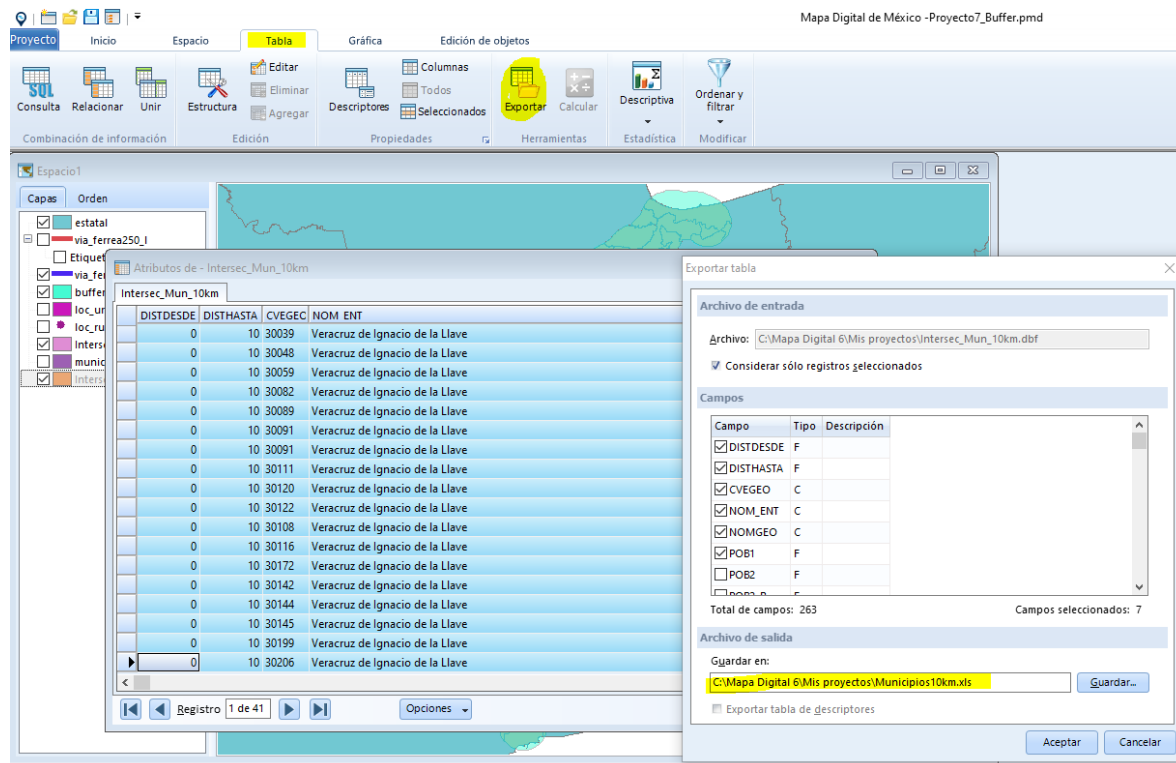 Mapa Digital de México -Proyecto7_Buffer.pmd
Proyecto Inicio Espacio Tabla Gráfica Edición de objetos
SQL
Consulta Relacionar Unir
Combinación de información
Estructura
Editar
Eliminar
Agregar
Edición
Descriptores
Columnas
Todos
Seleccionados
Propiedades
Exportar Calcular
Herramientas
Descriptiva
Estadística
Ordenar y
filtrar
Modificar
Espacio1
Capas Orden
estatal
via_ferrea250_l
Etiquet
via_fer
buffer
loc_ur
loc_ru
Interse
munic
Interse
Atributos de - Intersec_Mun_10km
Intersec_Mun_10km
DISTDESDE DISTHASTA CVEGEC NOM ENT
0 10 30039 Veracruz de Ignacio de la Llave
0 10 30048 Veracruz de Ignacio de la Llave
0 10 30059 Veracruz de Ignacio de la Llave
0 10 30082 Veracruz de Ignacio de la Llave
0 10 30089 Veracruz de Ignacio de la Llave
0 10 30091 Veracruz de Ignacio de la Llave
0 10 30091 Veracruz de Ignacio de la Llave
0 10 30111 Veracruz de Ignacio de la Llave
0 10 30120 Veracruz de Ignacio de la Llave
0 10 30122 Veracruz de Ignacio de la Llave
0 10 30108 Veracruz de Ignacio de la Llave
0 10 30116 Veracruz de Ignacio de la Llave
0 10 30172 Veracruz de Ignacio de la Llave
0 10 30142 Veracruz de Ignacio de la Llave
0 10 30144 Veracruz de Ignacio de la Llave
0 10 30145 Veracruz de Ignacio de la Llave
0 10 30199 Veracruz de Ignacio de la Llave
0 10 30206 Veracruz de Ignacio de la Llave
Registro 1 de 41 Opciones
Exportar tabla
Archivo de entrada
Archivo: C:\Mapa Digital 6\Mis proyectos\Intersec_Mun_10km.dbf
Considerar sólo registros seleccionados
Campos
Campo Tipo Descripción
DISTDESDE F
DISTHASTA F
CVEGEO C
NOM_ENT C
NOMGEO C
POB1 F
POB2 F
Total de campos: 263 Campos seleccionados: 7
Archivo de salida
Guardar en:
C:\Mapa Digital 6\Mis proyectos\Municipios10km.xls Guardar...
Exportar tabla de descriptores
Aceptar Cancelar